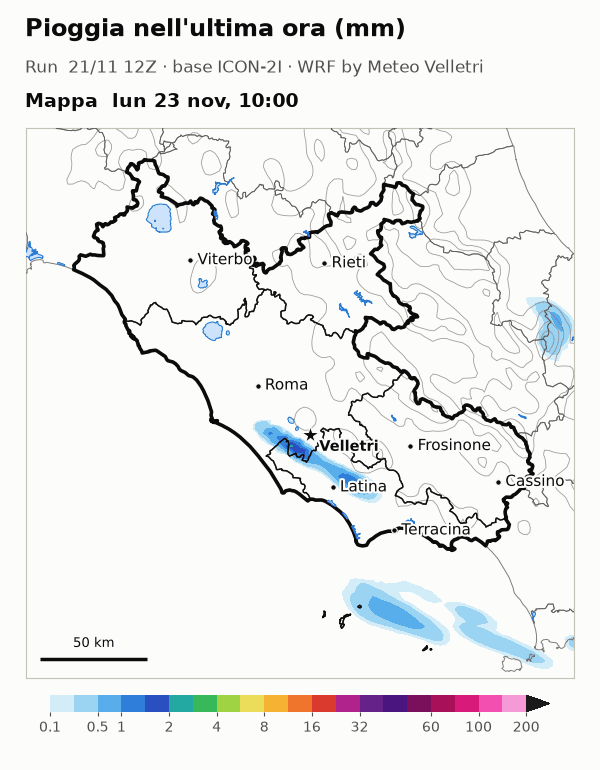 Pioggia nell'ultima ora (mm)
Run 21/11 12Z · base ICON-2I · WRF by Meteo Velletri
Mappa lun 23 nov, 10:00
Viterbo
Rieti
Roma
Velletri
Frosinone
Latina
Cassino
Terracina
50 km
0.1 0.5 1 2 4 8 16 32 60 100 200